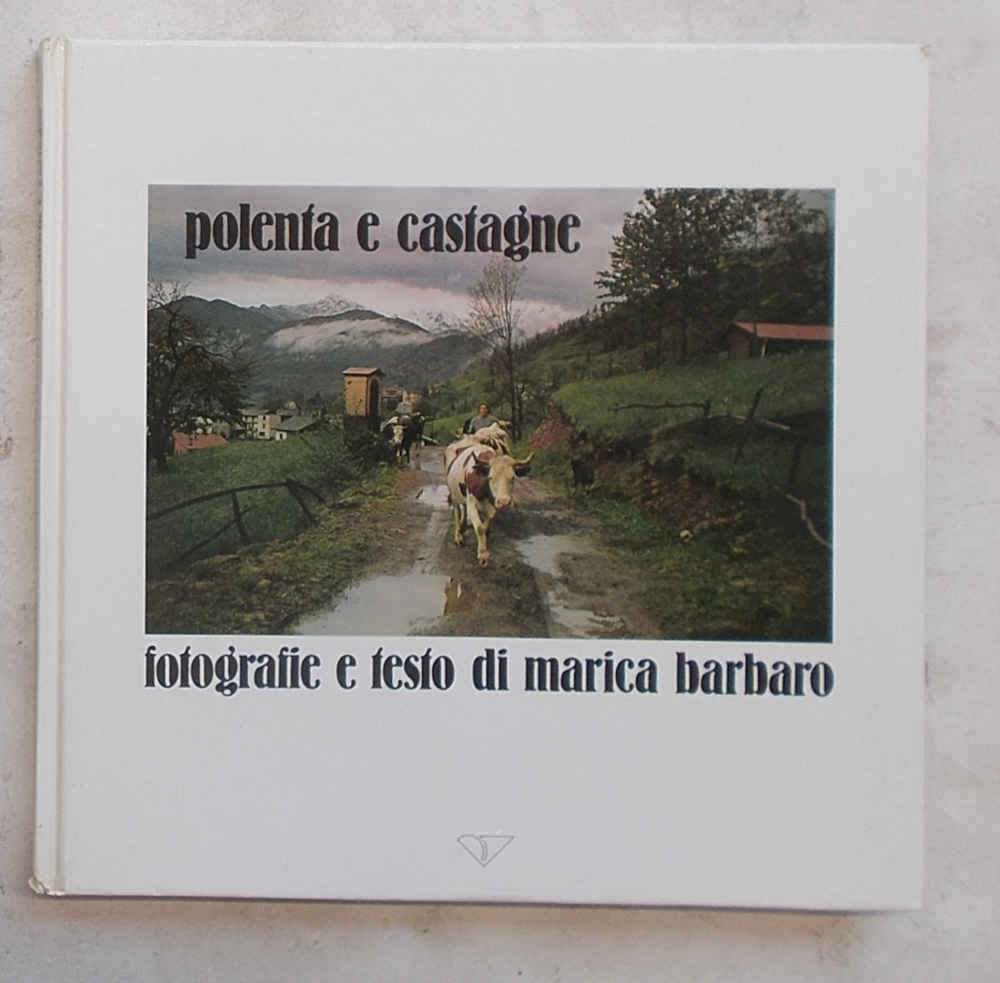 polenta e castagne
fotografie e testo di marica barbaro